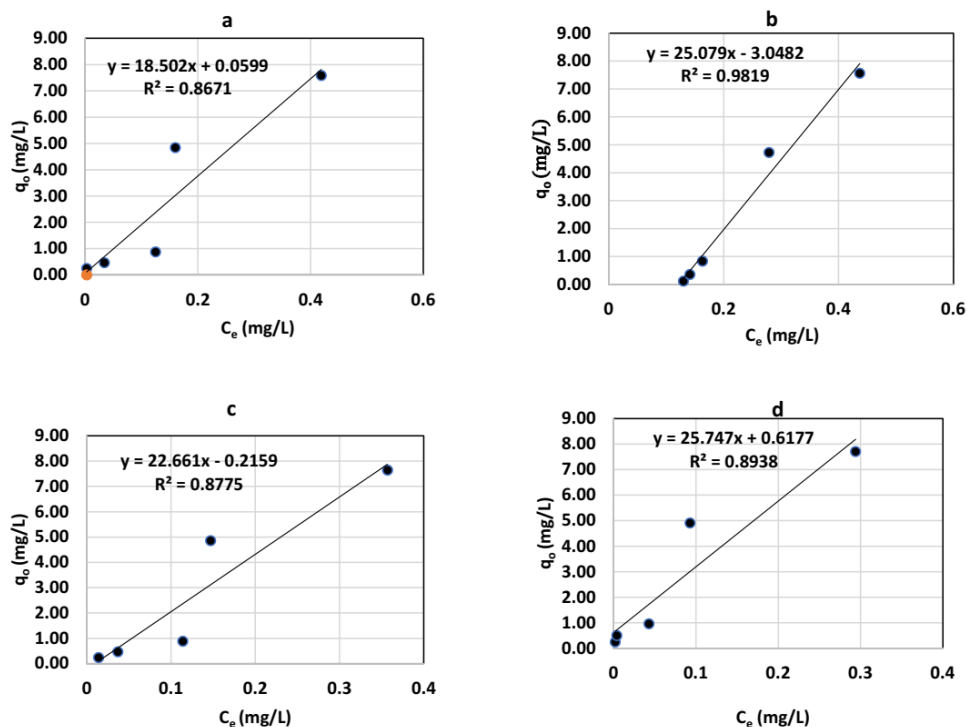 a
9.00
8.00
7.00
6.00
5.00
4.00
3.00
2.00
1.00
0.00
q₀ (mg/L)
y = 18.502x + 0.0599
R² = 0.8671
0 0.2 0.4 0.6
Cₑ (mg/L)
b
9.00
8.00
7.00
6.00
5.00
4.00
3.00
2.00
1.00
0.00
qₒ (mg/L)
y = 25.079x - 3.0482
R² = 0.9819
0 0.2 0.4 0.6
Cₑ (mg/L)
c
9.00
8.00
7.00
6.00
5.00
4.00
3.00
2.00
1.00
0.00
qₒ (mg/L)
y = 22.661x - 0.2159
R² = 0.8775
0 0.1 0.2 0.3 0.4
Cₑ (mg/L)
d
9.00
8.00
7.00
6.00
5.00
4.00
3.00
2.00
1.00
0.00
qₒ (mg/L)
y = 25.747x + 0.6177
R² = 0.8938
0 0.1 0.2 0.3 0.4
Cₑ (mg/L)